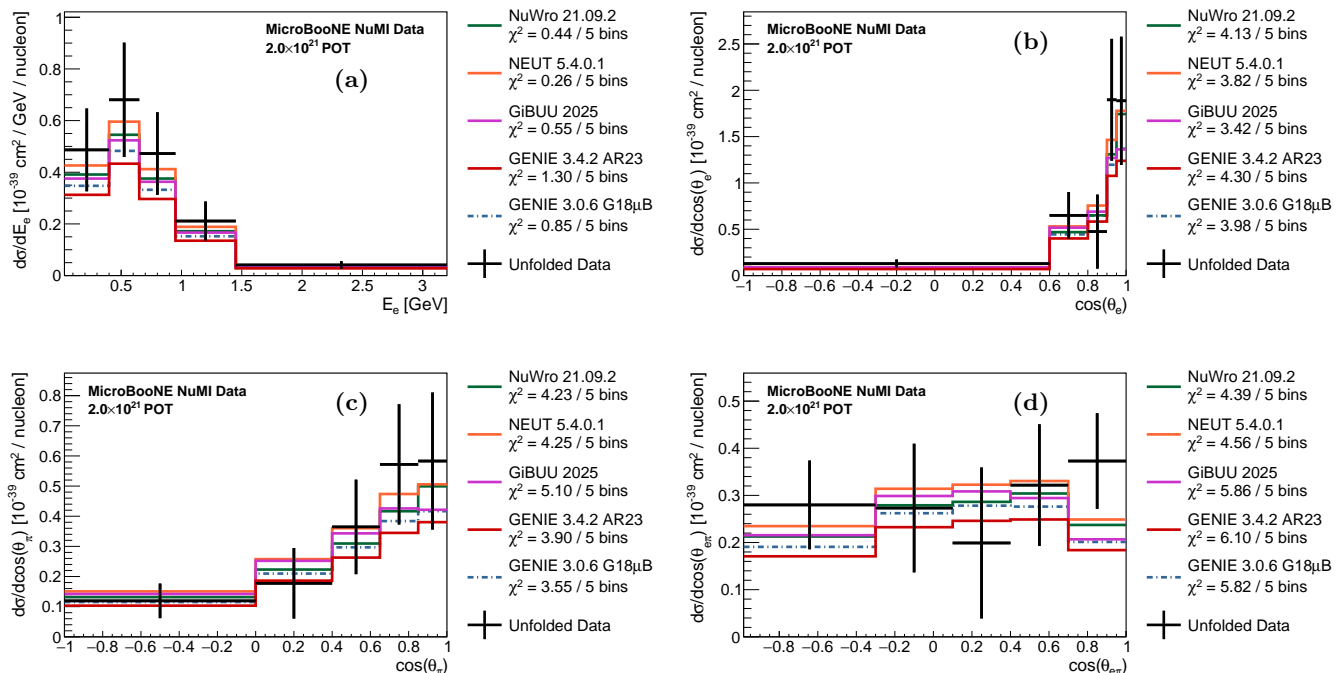 MicroBooNE NuMI Data
2.0×10²¹ POT
(a)
dσ/dE_e [10⁻³⁹ cm² / GeV / nucleon]
1
0.8
0.6
0.4
0.2
0
0.5 1 1.5 2 2.5 3
E_e [GeV]
NuWro 21.09.2
χ² = 0.44 / 5 bins
NEUT 5.4.0.1
χ² = 0.26 / 5 bins
GiBUU 2025
χ² = 0.55 / 5 bins
GENIE 3.4.2 AR23
χ² = 1.30 / 5 bins
GENIE 3.0.6 G18μB
χ² = 0.85 / 5 bins
Unfolded Data
MicroBooNE NuMI Data
2.0×10²¹ POT
(b)
dσ/dcos(θ_e) [10⁻³⁹ cm² / nucleon]
2.5
2
1.5
1
0.5
0
−1 −0.8 −0.6 −0.4 −0.2 0 0.2 0.4 0.6 0.8 1
cos(θ_e)
NuWro 21.09.2
χ² = 4.13 / 5 bins
NEUT 5.4.0.1
χ² = 3.82 / 5 bins
GiBUU 2025
χ² = 3.42 / 5 bins
GENIE 3.4.2 AR23
χ² = 4.30 / 5 bins
GENIE 3.0.6 G18μB
χ² = 3.98 / 5 bins
Unfolded Data
MicroBooNE NuMI Data
2.0×10²¹ POT
(c)
dσ/dcos(θ_π) [10⁻³⁹ cm² / nucleon]
0.8
0.7
0.6
0.5
0.4
0.3
0.2
0.1
0
−1 −0.8 −0.6 −0.4 −0.2 0 0.2 0.4 0.6 0.8 1
cos(θ_π)
NuWro 21.09.2
χ² = 4.23 / 5 bins
NEUT 5.4.0.1
χ² = 4.25 / 5 bins
GiBUU 2025
χ² = 5.10 / 5 bins
GENIE 3.4.2 AR23
χ² = 3.90 / 5 bins
GENIE 3.0.6 G18μB
χ² = 3.55 / 5 bins
Unfolded Data
MicroBooNE NuMI Data
2.0×10²¹ POT
(d)
dσ/dcos(θ_eπ) [10⁻³⁹ cm² / nucleon]
0.5
0.4
0.3
0.2
0.1
0
−0.8 −0.6 −0.4 −0.2 0 0.2 0.4 0.6 0.8 1
cos(θ_eπ)
NuWro 21.09.2
χ² = 4.39 / 5 bins
NEUT 5.4.0.1
χ² = 4.56 / 5 bins
GiBUU 2025
χ² = 5.86 / 5 bins
GENIE 3.4.2 AR23
χ² = 6.10 / 5 bins
GENIE 3.0.6 G18μB
χ² = 5.82 / 5 bins
Unfolded Data